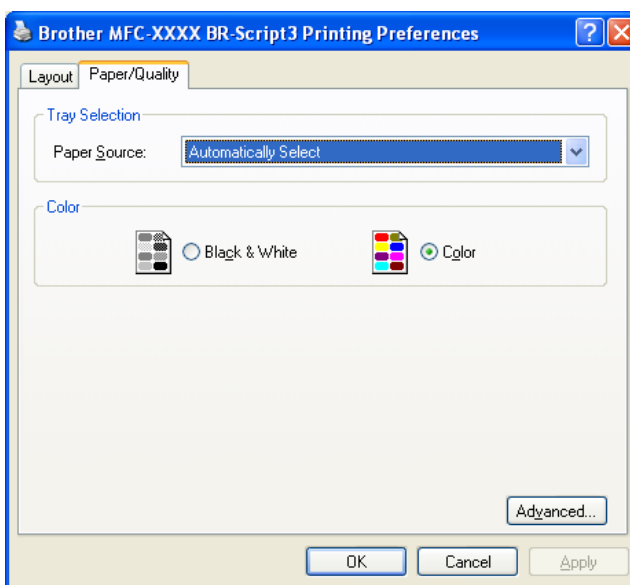 Brother MFC-XXXX BR-Script3 Printing Preferences
Layout Paper/Quality
Tray Selection
Paper Source: Automatically Select
Color
Black & White Color
Advanced...
OK Cancel Apply